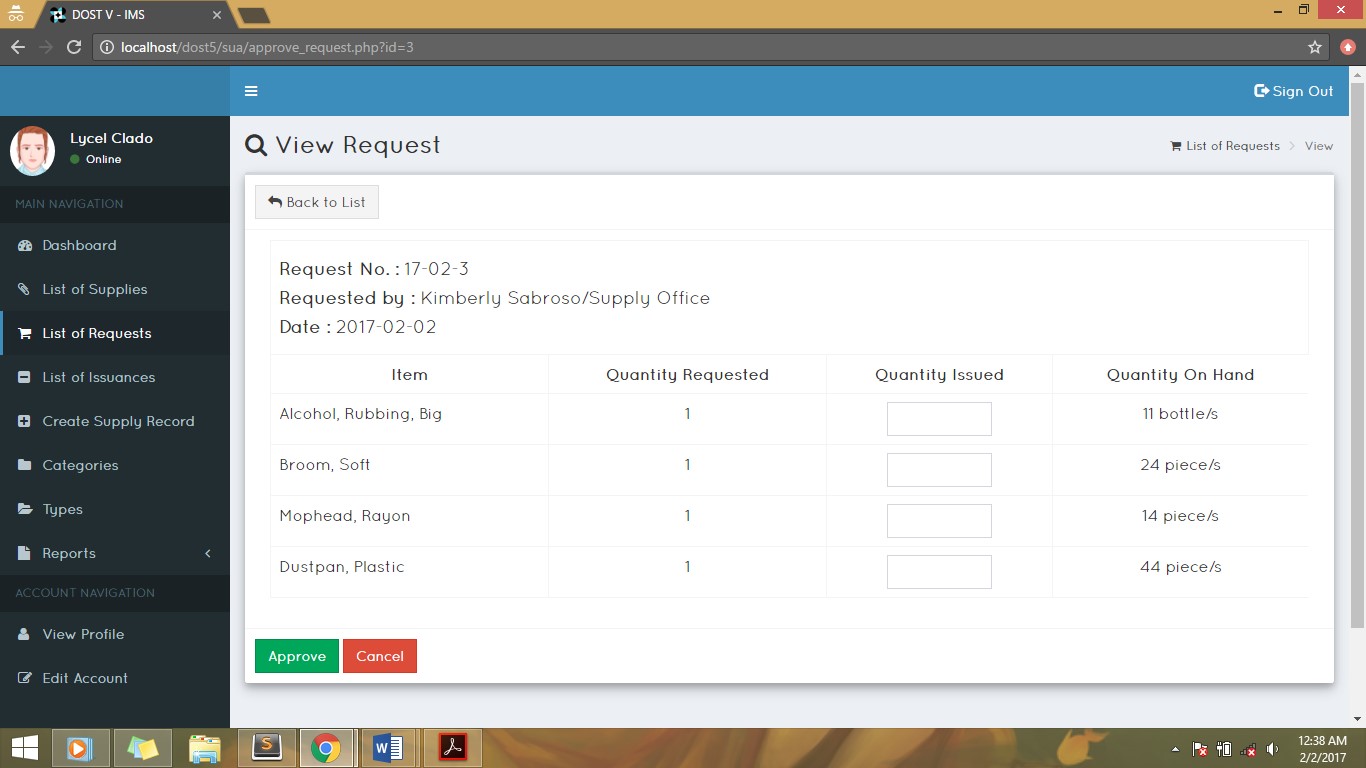 DOST V - IMS
localhost/dost5/sua/approve_request.php?id=3
Sign Out
Lycel Clado
Online
View Request
List of Requests > View
MAIN NAVIGATION
Back to List
Dashboard
List of Supplies
List of Requests
List of Issuances
Create Supply Record
Categories
Types
Reports
ACCOUNT NAVIGATION
View Profile
Edit Account
Request No. : 17-02-3
Requested by : Kimberly Sabroso/Supply Office
Date : 2017-02-02
Item Quantity Requested Quantity Issued Quantity On Hand
Alcohol, Rubbing, Big 1 11 bottle/s
Broom, Soft 1 24 piece/s
Mophead, Rayon 1 14 piece/s
Dustpan, Plastic 1 44 piece/s
Approve Cancel
12:38 AM
2/2/2017